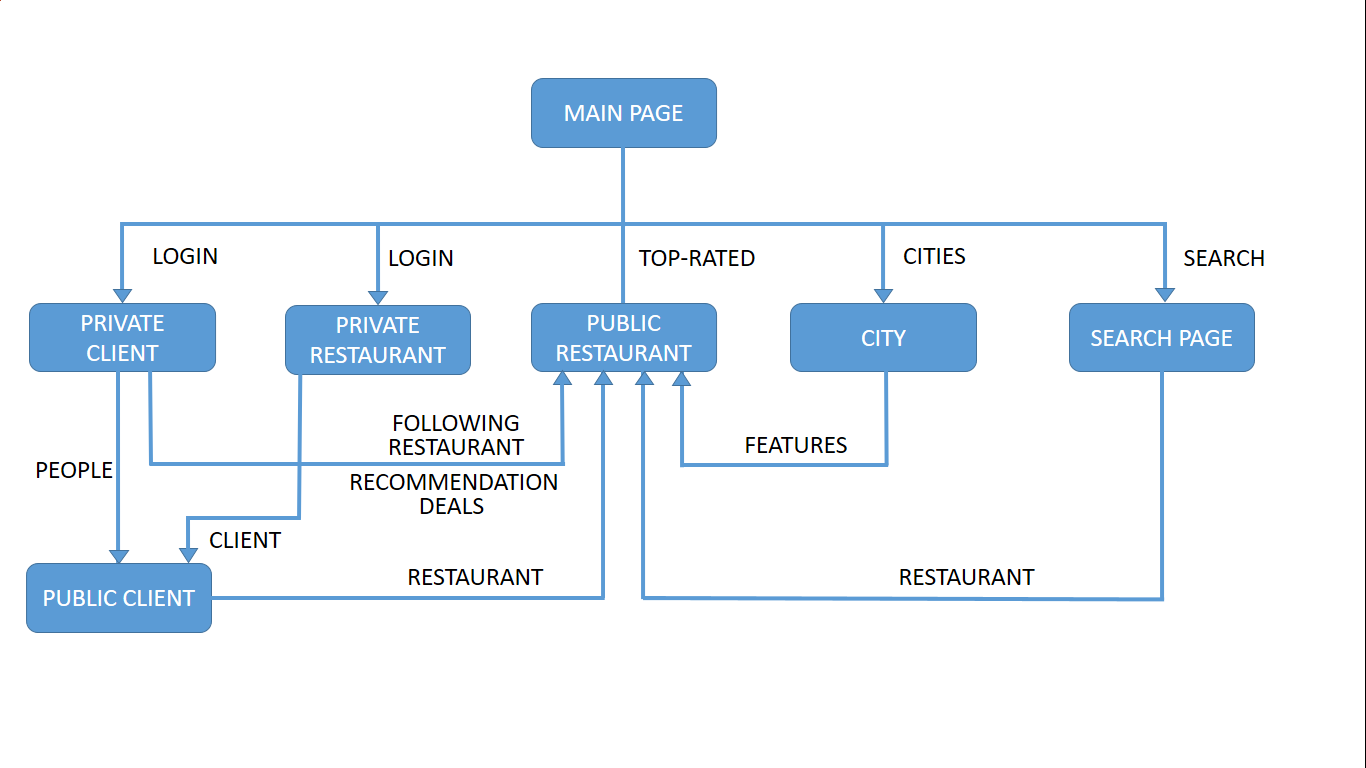 MAIN PAGE
LOGIN
LOGIN
TOP-RATED
CITIES
SEARCH
PRIVATE
CLIENT
PRIVATE
RESTAURANT
PUBLIC
RESTAURANT
CITY
SEARCH PAGE
FOLLOWING
RESTAURANT
FEATURES
PEOPLE
RECOMMENDATION
DEALS
CLIENT
RESTAURANT
RESTAURANT
PUBLIC CLIENT